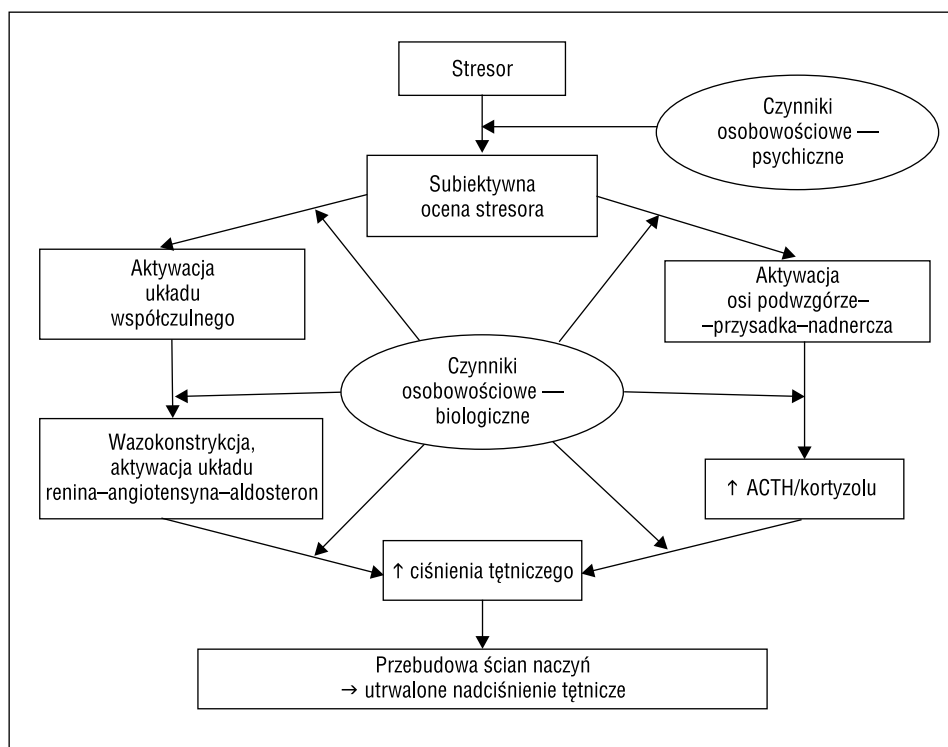 Stresor
Czynniki
osobowościowe —
psychiczne
Subiektywna
ocena stresora
Aktywacja
układu
współczulnego
Aktywacja
osi podwzgórze–
–przysadka–nadnercza
Czynniki
osobowościowe —
biologiczne
Wazokonstrykcja,
aktywacja układu
renina–angiotensyna–aldosteron
↑ ACTH/kortyzolu
↑ ciśnienia tętniczego
Przebudowa ścian naczyń
→ utrwalone nadciśnienie tętnicze